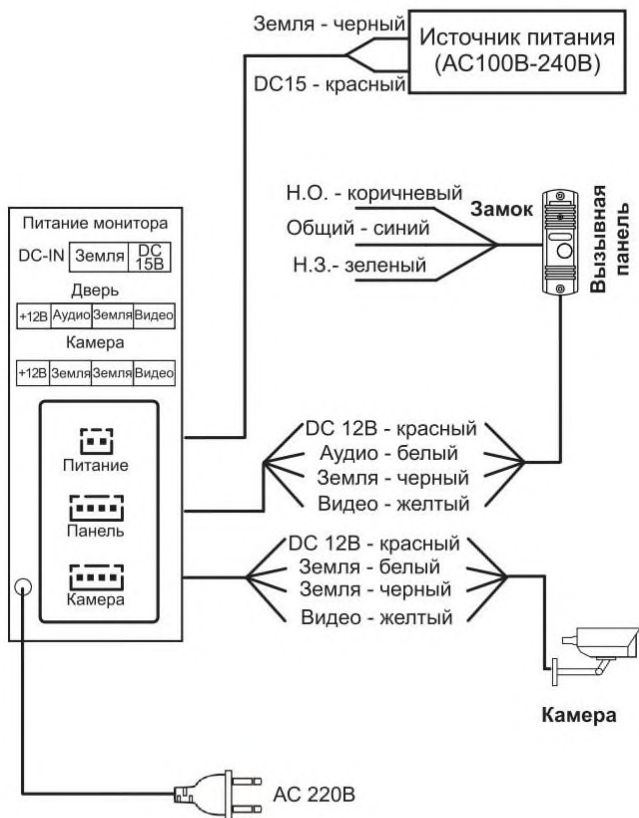 Земля - черный
Источник питания
(AC100В-240В)
DC15 - красный
Н.О. - коричневый
Замок
Общий - синий
Н.З.- зеленый
Вызывная
панель
Питание монитора
DC-IN Земля DC 15В
Дверь
+12В Аудио Земля Видео
Камера
+12В Земля Земля Видео
Питание
Панель
Камера
DC 12В - красный
Аудио - белый
Земля - черный
Видео - желтый
DC 12В - красный
Земля - белый
Земля - черный
Видео - желтый
Камера
AC 220В